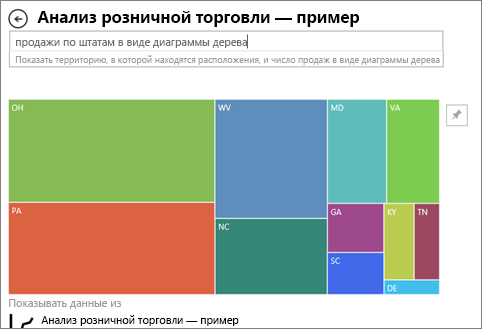 Анализ розничной торговли — пример
продажи по штатам в виде диаграммы дерева
Показать территорию, в которой находятся расположения, и число продаж в виде диаграммы дерева
OH
WV
MD
VA
PA
NC
GA
KY
TN
SC
DE
Показывать данные из
Анализ розничной торговли — пример